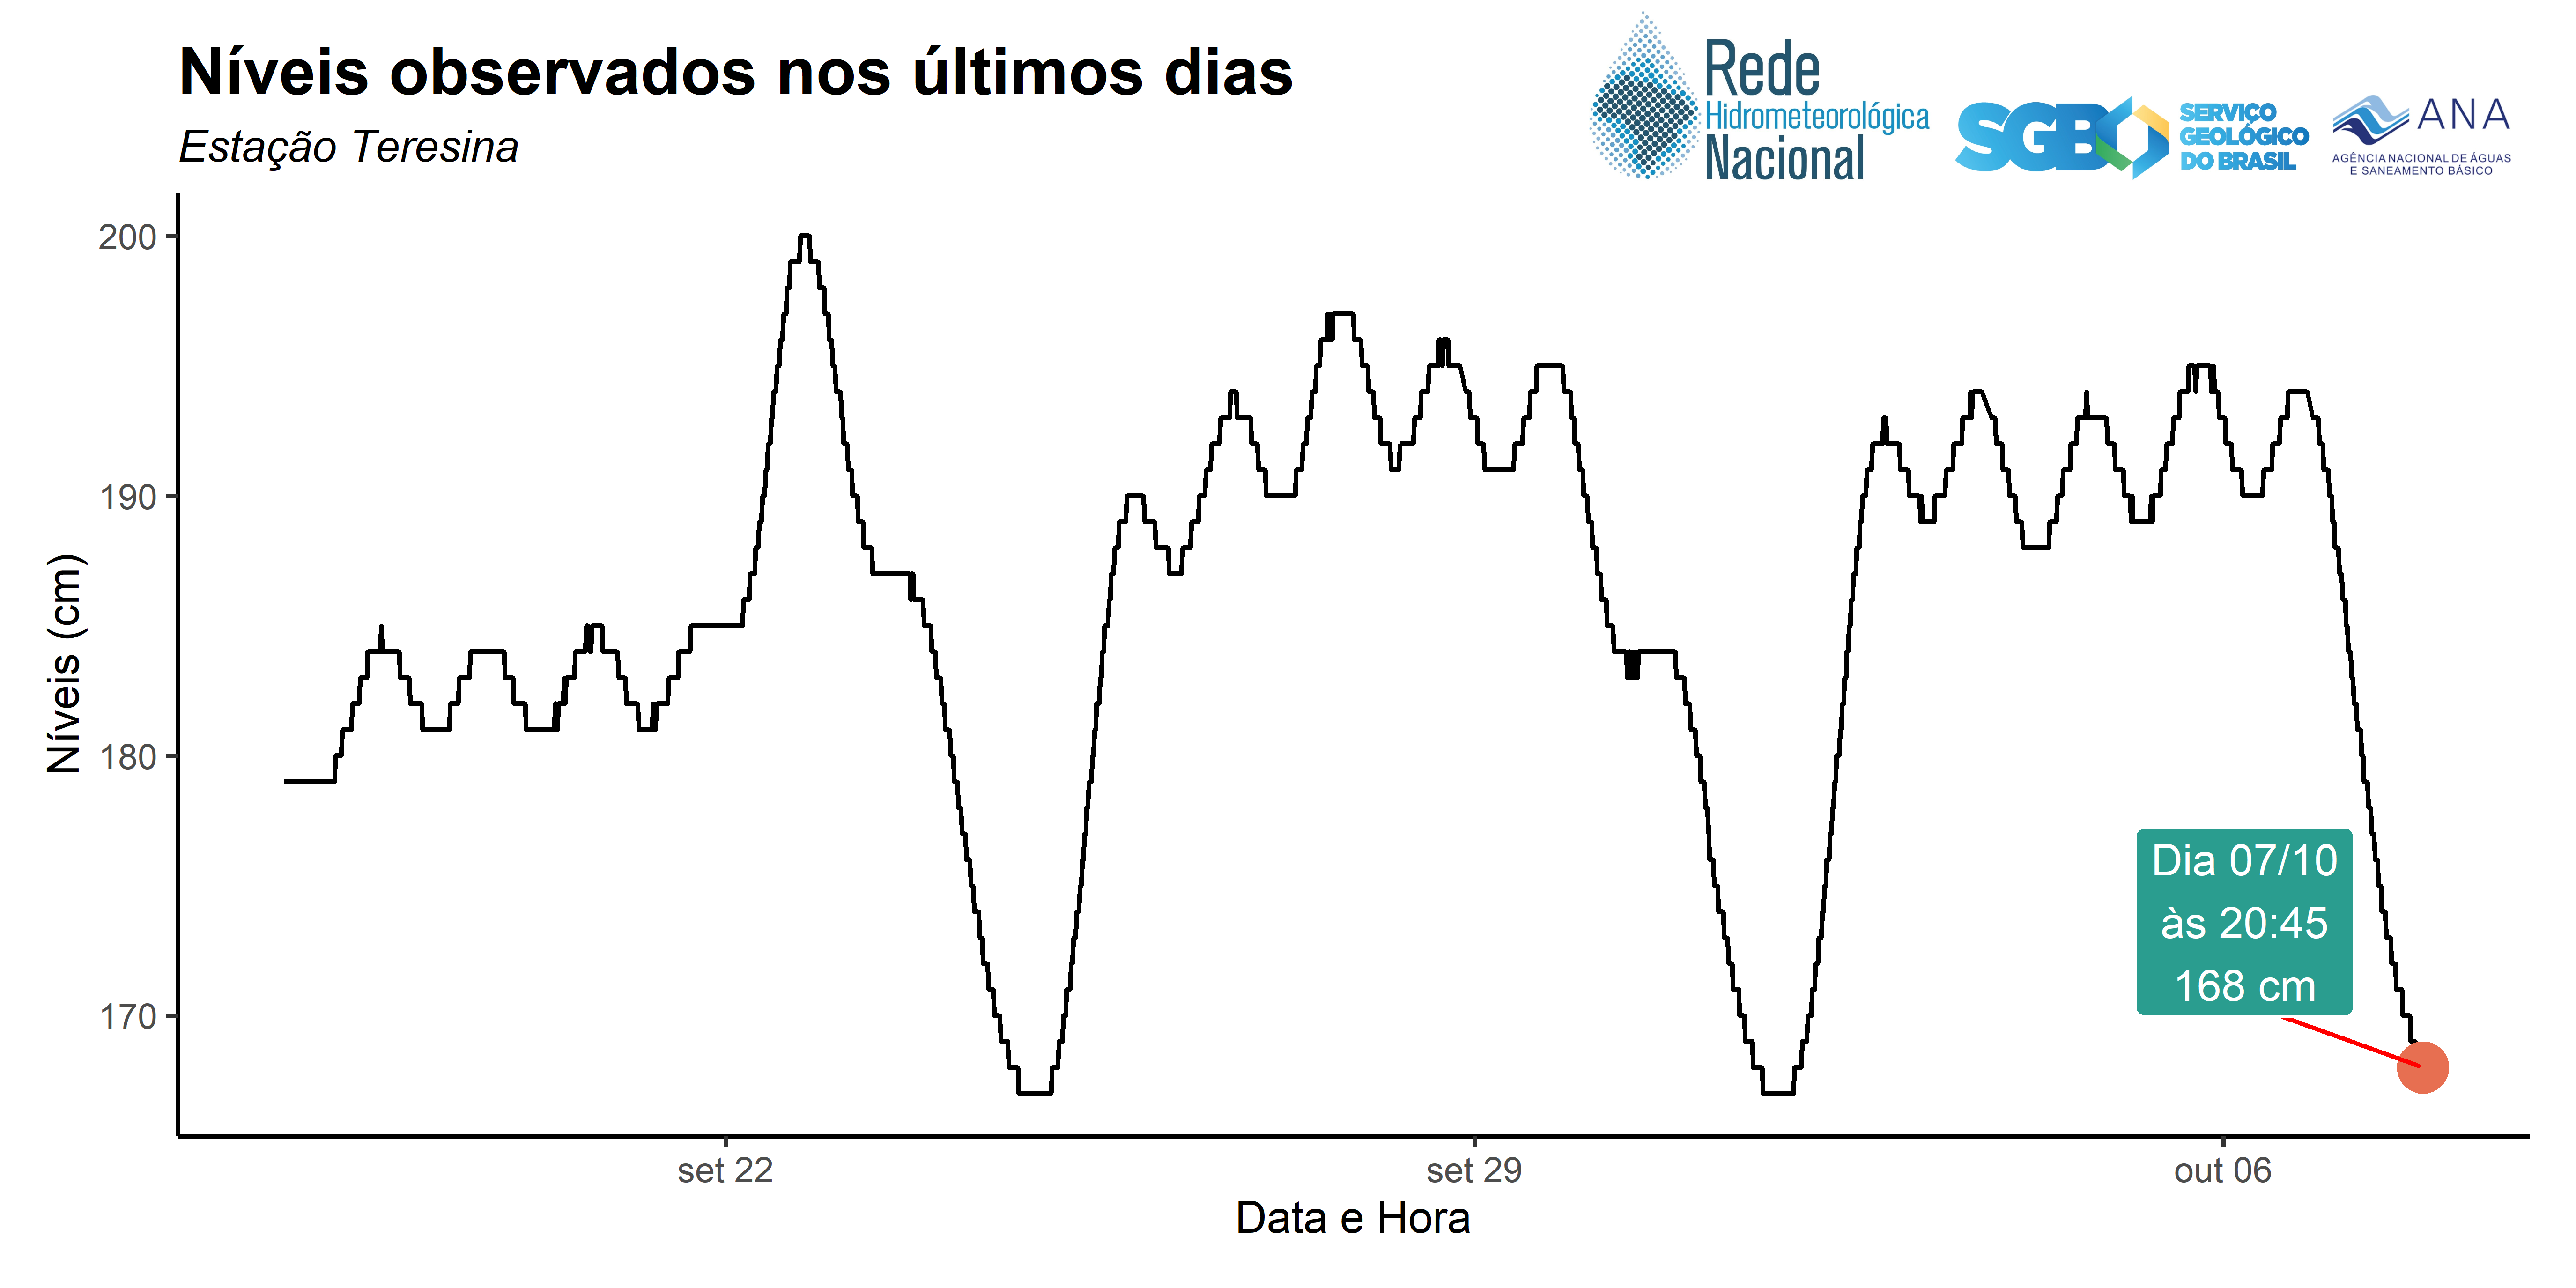 Níveis observados nos últimos dias
Estação Teresina
Rede
Hidrometeorológica
Nacional
SGB
SERVIÇO
GEOLÓGICO
DO BRASIL
ANA
AGÊNCIA NACIONAL DE ÁGUAS
E SANEAMENTO BÁSICO
Níveis (cm)
200
190
180
170
Dia 07/10
às 20:45
168 cm
set 22
set 29
out 06
Data e Hora